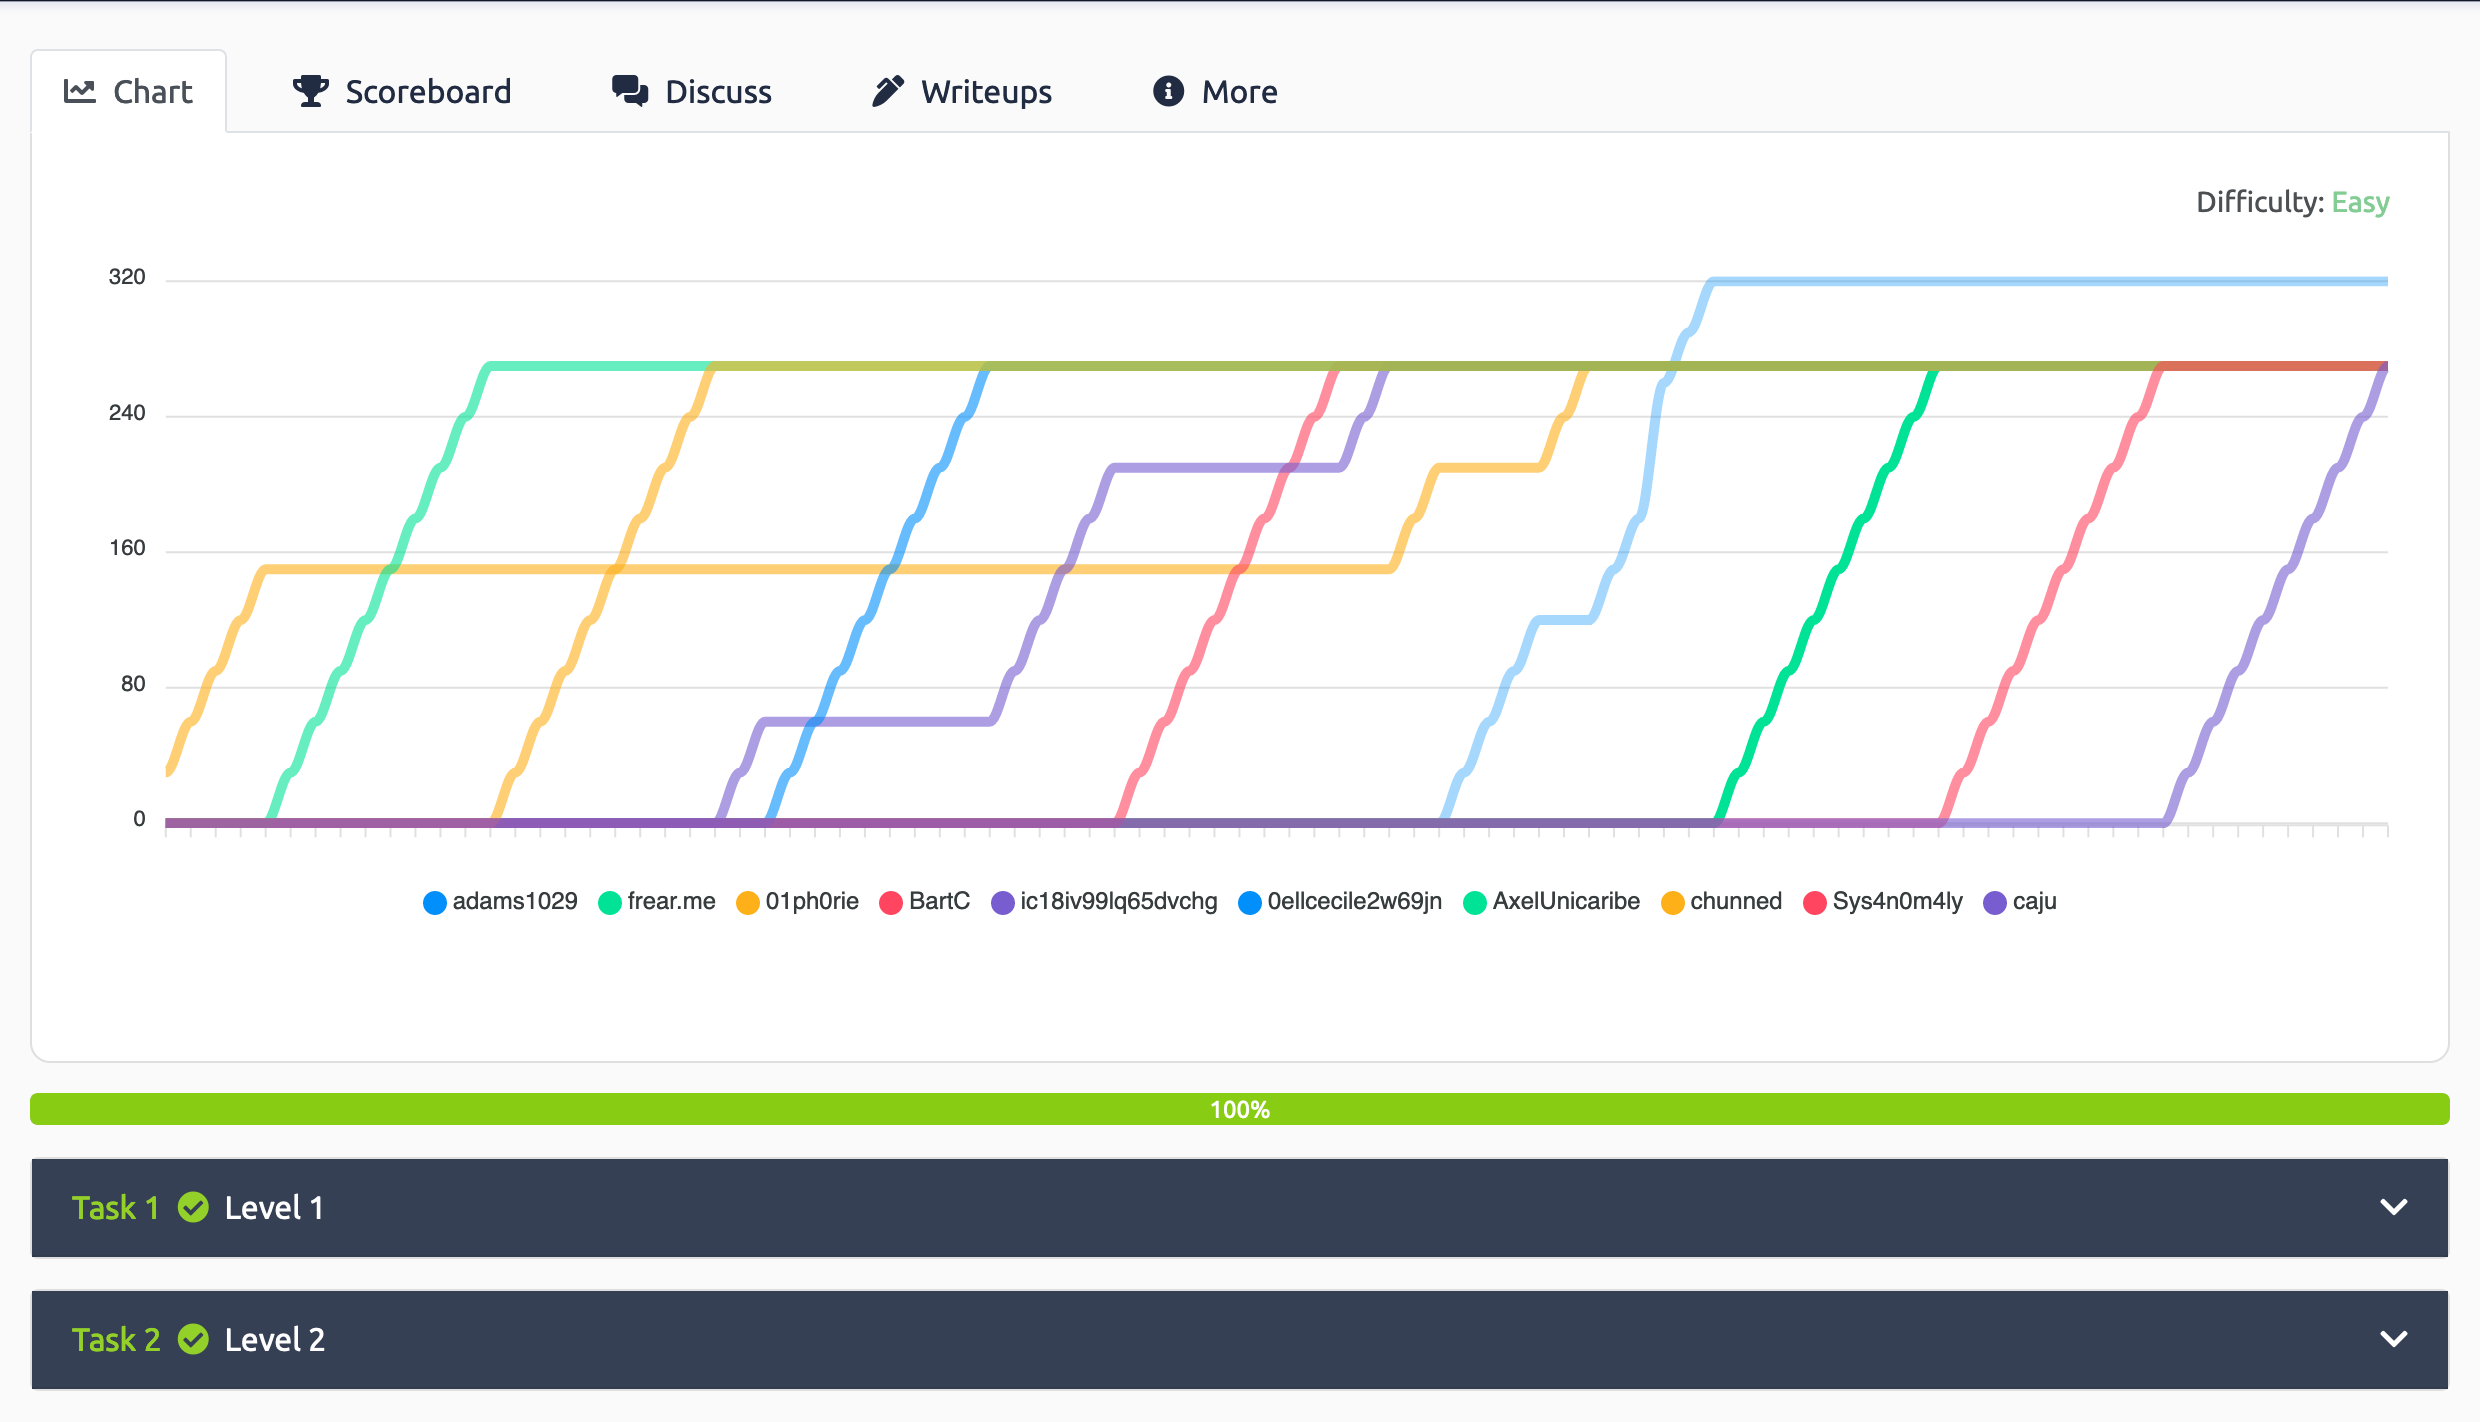 Chart Scoreboard Discuss Writeups More
Difficulty: Easy
320
240
160
80
0
adams1029 frear.me 01ph0rie BartC ic18iv99lq65dvchg 0ellcecile2w69jn AxelUnicaribe chunned Sys4n0m4ly caju
100%
Task 1 Level 1
Task 2 Level 2